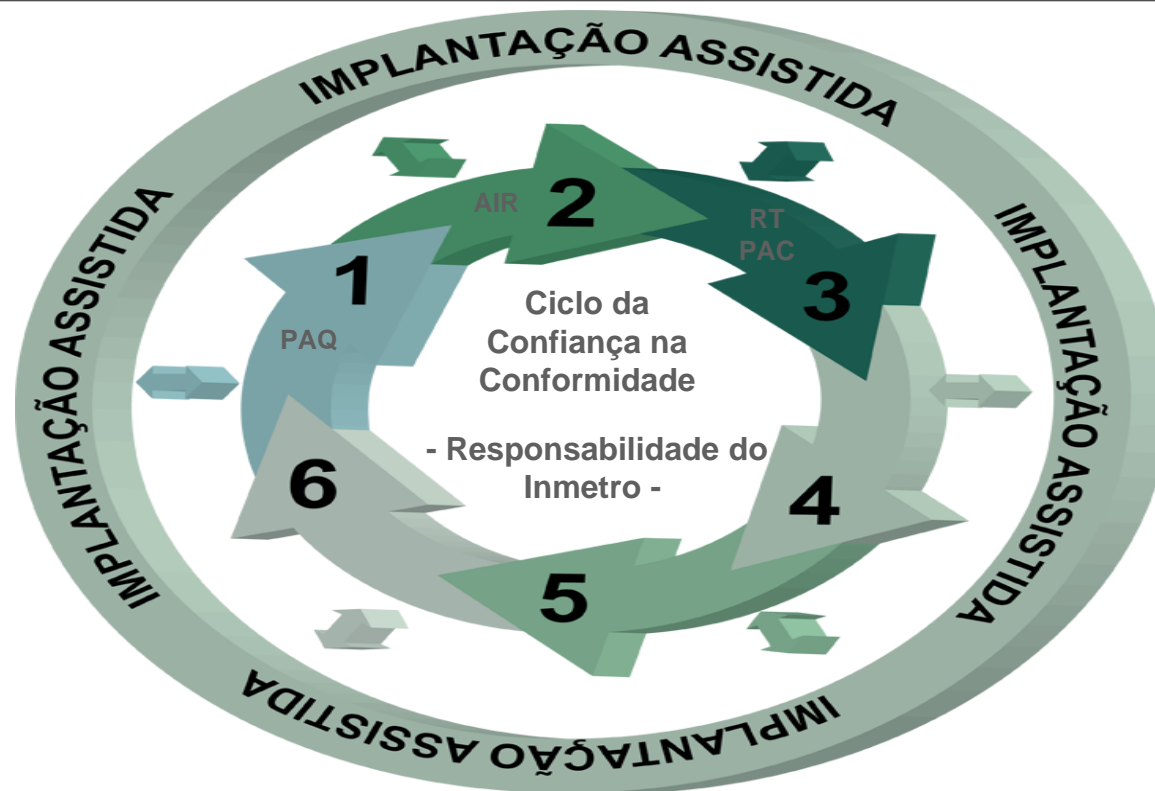 IMPLANTAÇÃO ASSISTIDA
IMPLANTAÇÃO ASSISTIDA
IMPLANTAÇÃO ASSISTIDA
IMPLANTAÇÃO ASSISTIDA
1
PAQ
AIR
2
RT
PAC
3
4
5
6
Ciclo da
Confiança na
Conformidade
- Responsabilidade do
Inmetro -